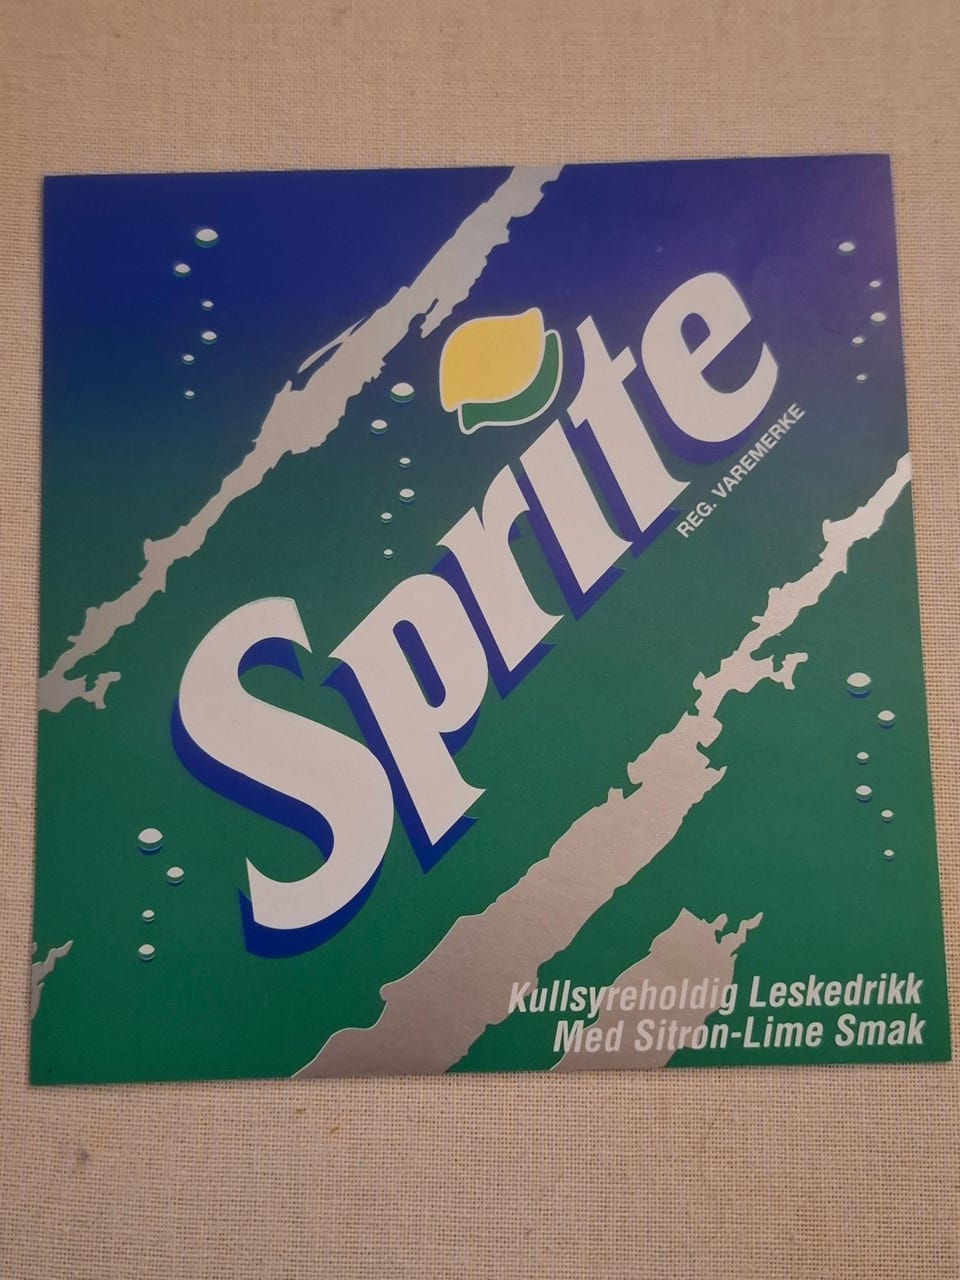 Sprite
REG. VAREMERKE
Kullsyreholdig Leskedrikk
Med Sitron-Lime Smak